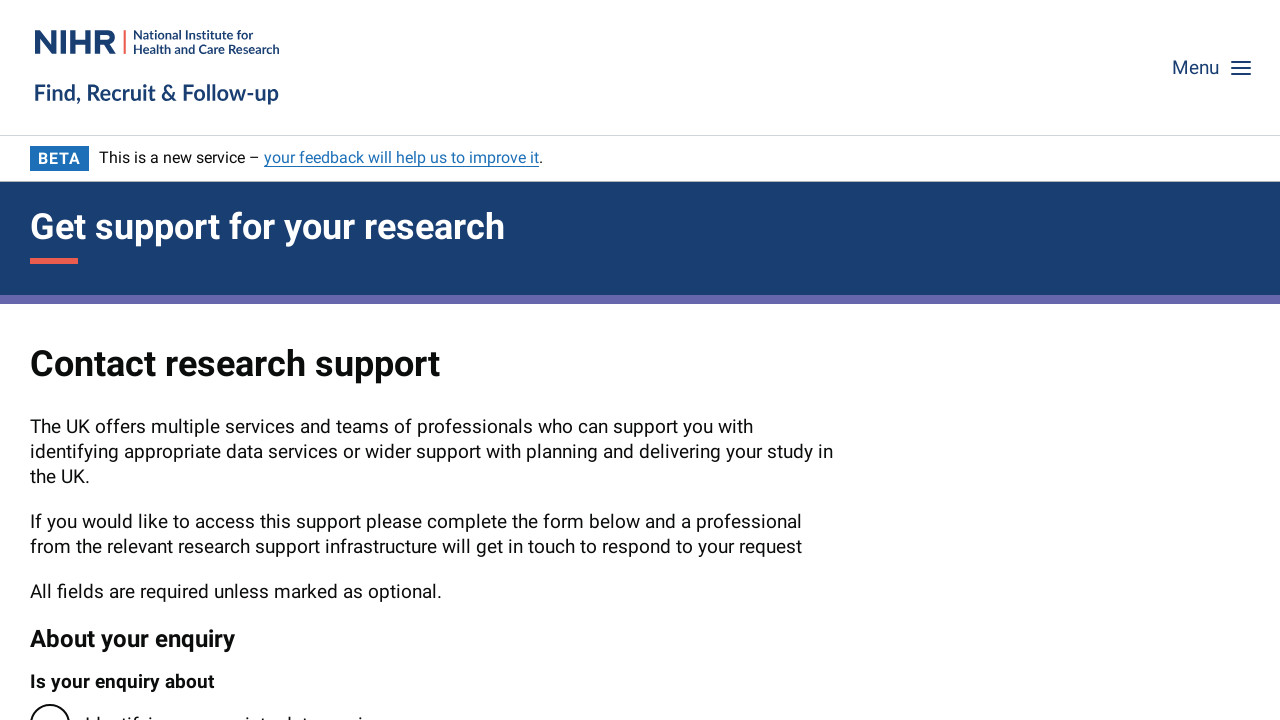 NIHR | National Institute for
Health and Care Research
Find, Recruit & Follow-up
Menu
BETA This is a new service – your feedback will help us to improve it.
Get support for your research
Contact research support
The UK offers multiple services and teams of professionals who can support you with
identifying appropriate data services or wider support with planning and delivering your study in
the UK.
If you would like to access this support please complete the form below and a professional
from the relevant research support infrastructure will get in touch to respond to your request
All fields are required unless marked as optional.
About your enquiry
Is your enquiry about